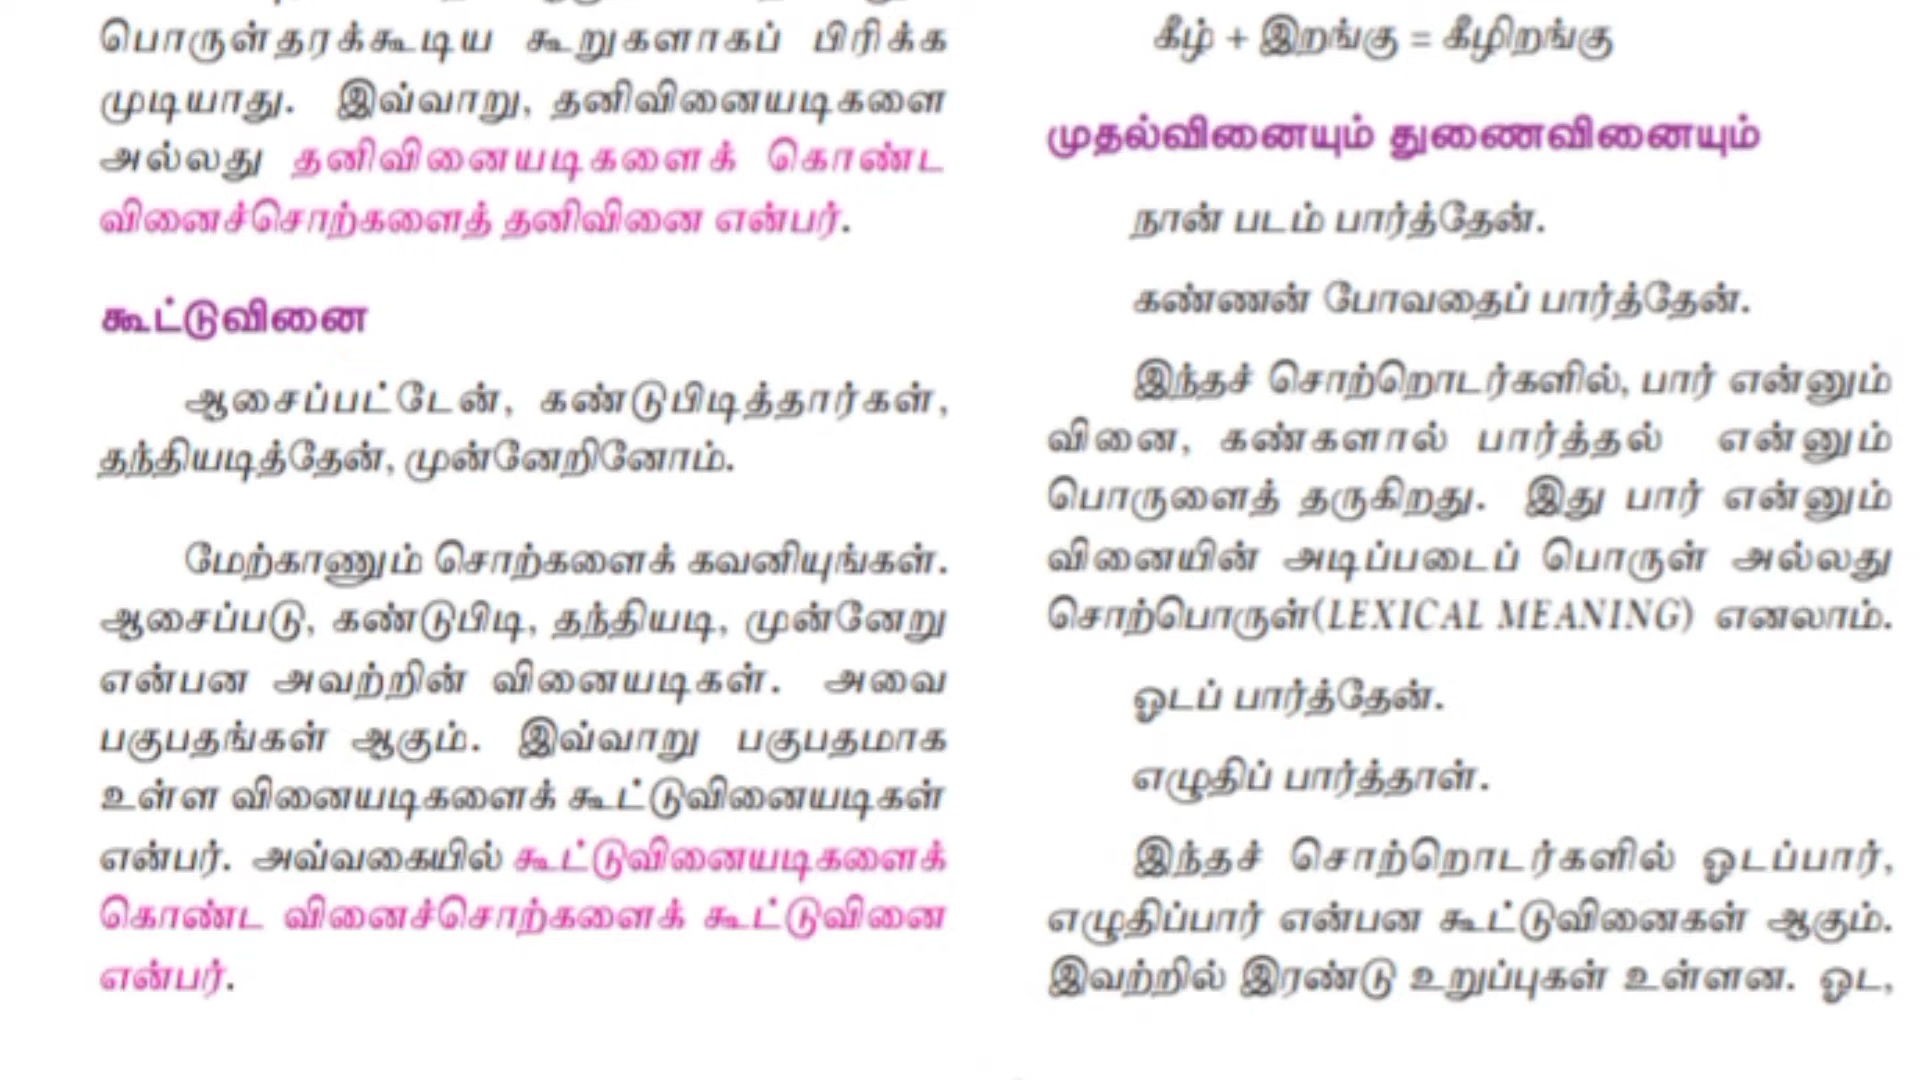 பொருள்தரக்கூடிய கூறுகளாகப் பிரிக்க
முடியாது. இவ்வாறு, தனிவினையடிகளை
அல்லது தனிவினையடிகளைக் கொண்ட
வினைச்சொற்களைத் தனிவினை என்பர்.
கூட்டுவினை
ஆசைப்பட்டேன், கண்டுபிடித்தார்கள்,
தந்தியடித்தேன், முன்னேறினோம்.
மேற்காணும் சொற்களைக் கவனியுங்கள்.
ஆசைப்படு, கண்டுபிடி, தந்தியடி, முன்னேறு
என்பன அவற்றின் வினையடிகள். அவை
பகுபதங்கள் ஆகும். இவ்வாறு பகுபதமாக
உள்ள வினையடிகளைக் கூட்டுவினையடிகள்
என்பர். அவ்வகையில் கூட்டுவினையடிகளைக்
கொண்ட வினைச்சொற்களைக் கூட்டுவினை
என்பர்.
கீழ் + இறங்கு = கீழிறங்கு
முதல்வினையும் துணைவினையும்
நான் படம் பார்த்தேன்.
கண்ணன் போவதைப் பார்த்தேன்.
இந்தச் சொற்றொடர்களில், பார் என்னும்
வினை, கண்களால் பார்த்தல் என்னும்
பொருளைத் தருகிறது. இது பார் என்னும்
வினையின் அடிப்படைப் பொருள் அல்லது
சொற்பொருள்(LEXICAL MEANING) எனலாம்.
ஓடப் பார்த்தேன்.
எழுதிப் பார்த்தாள்.
இந்தச் சொற்றொடர்களில் ஓடப்பார்,
எழுதிப்பார் என்பன கூட்டுவினைகள் ஆகும்.
இவற்றில் இரண்டு உறுப்புகள் உள்ளன. ஓட,